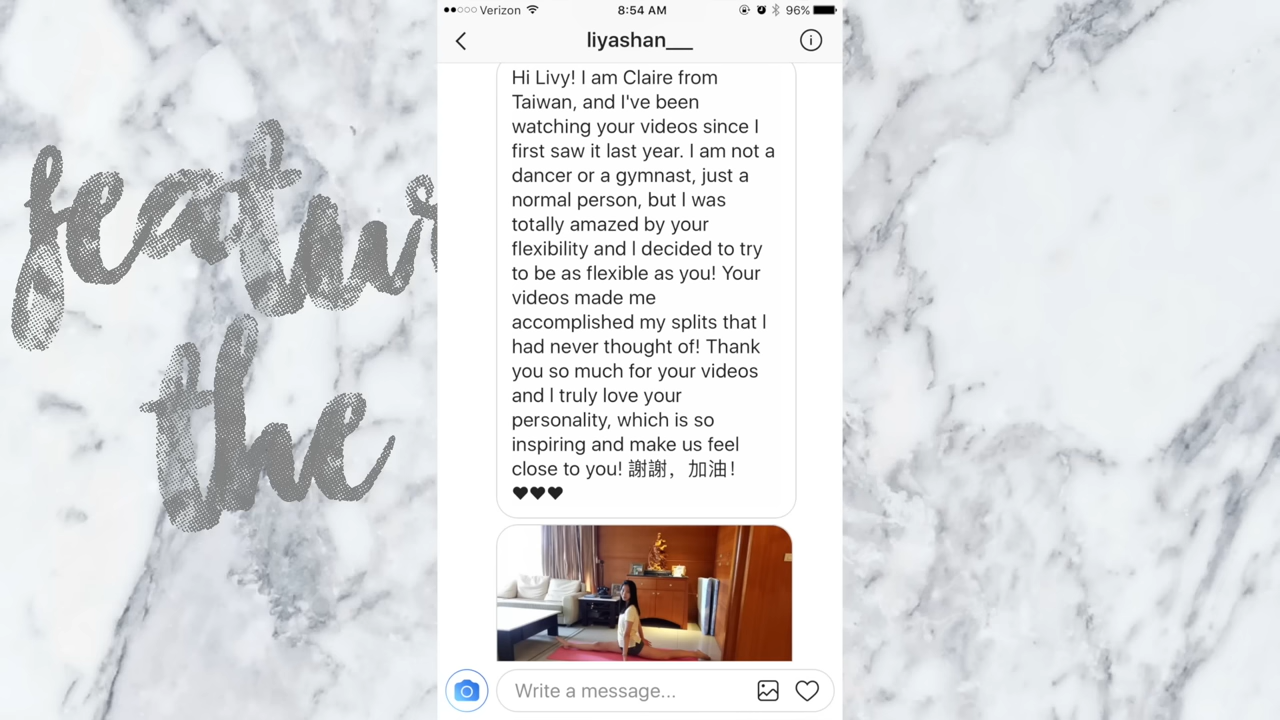 Verizon 8:54 AM 96%
liyashan___
Hi Livy! I am Claire from
Taiwan, and I've been
watching your videos since I
first saw it last year. I am not a
dancer or a gymnast, just a
normal person, but I was
totally amazed by your
flexibility and I decided to try
to be as flexible as you! Your
videos made me
accomplished my splits that I
had never thought of! Thank
you so much for your videos
and I truly love your
personality, which is so
inspiring and make us feel
close to you! 謝謝，加油！
♥♥♥
Write a message...
featur
the